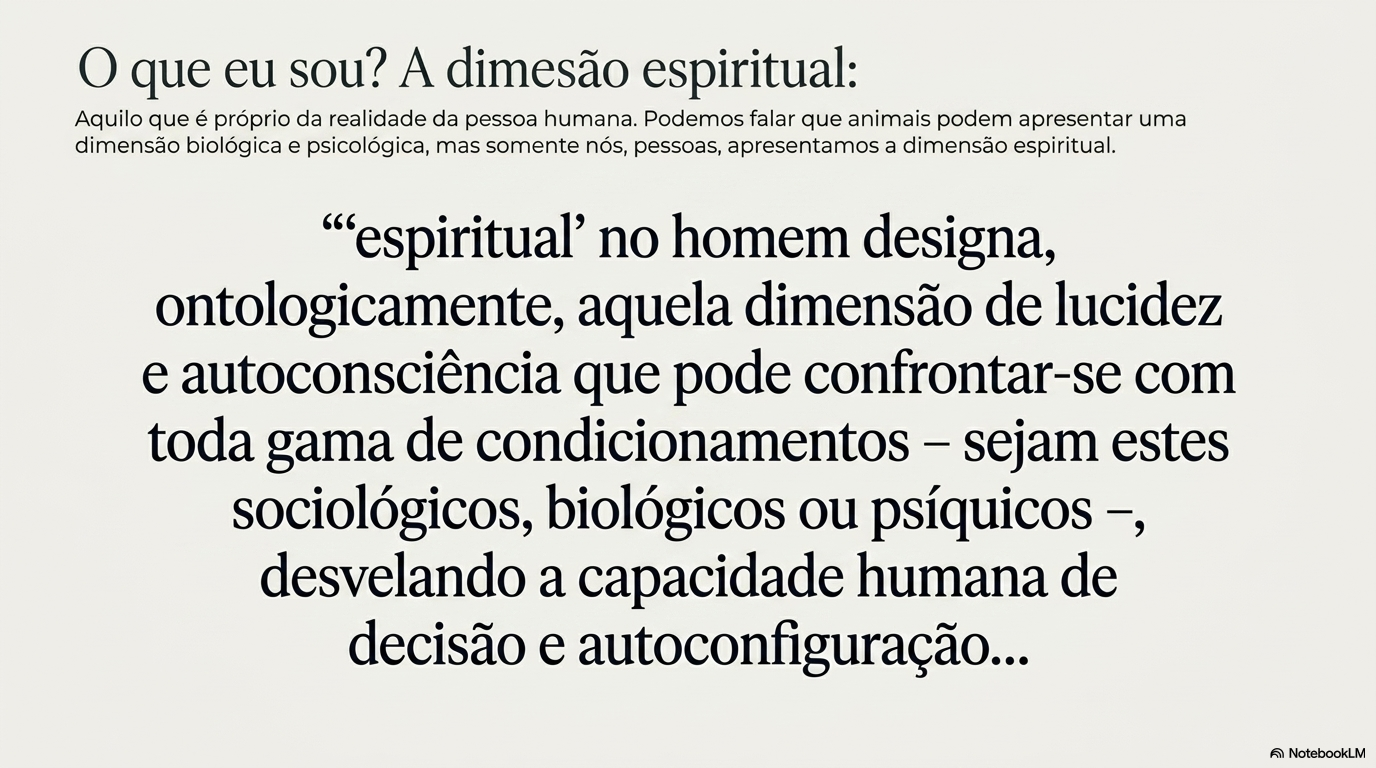 O que eu sou? A dimesão espiritual:
Aquilo que é próprio da realidade da pessoa humana. Podemos falar que animais podem apresentar uma
dimensão biológica e psicológica, mas somente nós, pessoas, apresentamos a dimensão espiritual.
“‘espiritual’ no homem designa,
ontologicamente, aquela dimensão de lucidez
e autoconsciência que pode confrontar-se com
toda gama de condicionamentos – sejam estes
sociológicos, biológicos ou psíquicos –,
desvelando a capacidade humana de
decisão e autoconfiguração...
NotebookLM